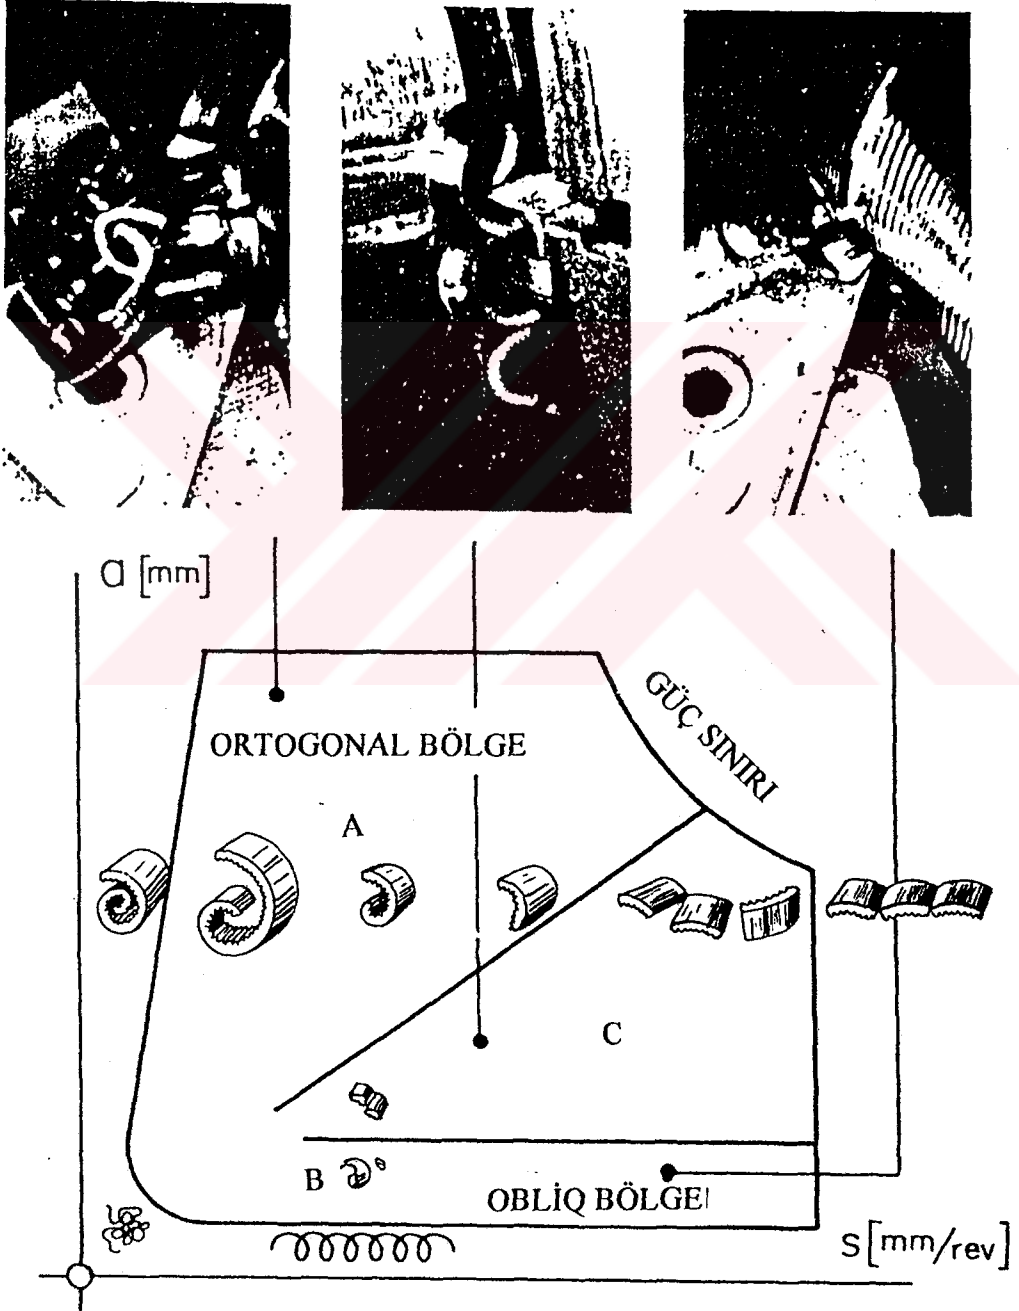 a [mm]
GÜÇ SINIRI
ORTOGONAL BÖLGE
A
C
B
OBLİQ BÖLGE
s [mm/rev]